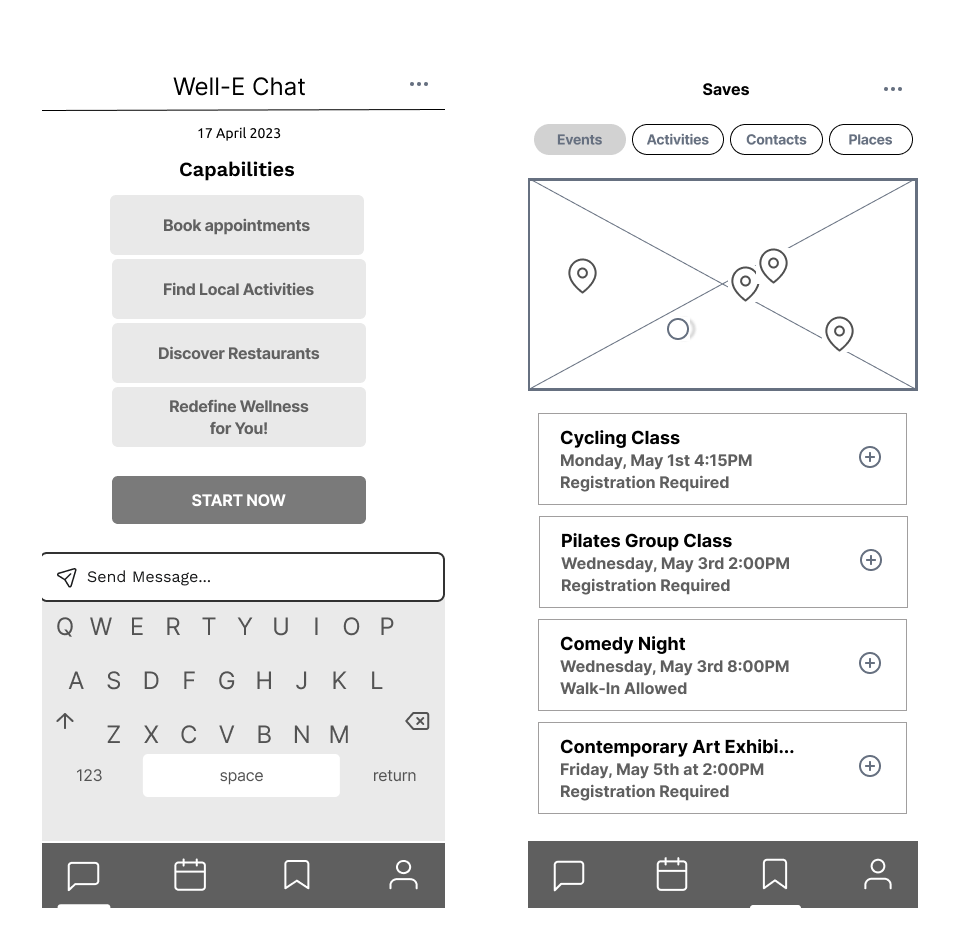 Well-E Chat
17 April 2023
Capabilities
Book appointments
Find Local Activities
Discover Restaurants
Redefine Wellness
for You!
START NOW
Send Message...
Q W E R T Y U I O P
A S D F G H J K L
Z X C V B N M
123 space return
Saves
Events Activities Contacts Places
Cycling Class
Monday, May 1st 4:15PM
Registration Required
Pilates Group Class
Wednesday, May 3rd 2:00PM
Registration Required
Comedy Night
Wednesday, May 3rd 8:00PM
Walk-In Allowed
Contemporary Art Exhibi...
Friday, May 5th at 2:00PM
Registration Required